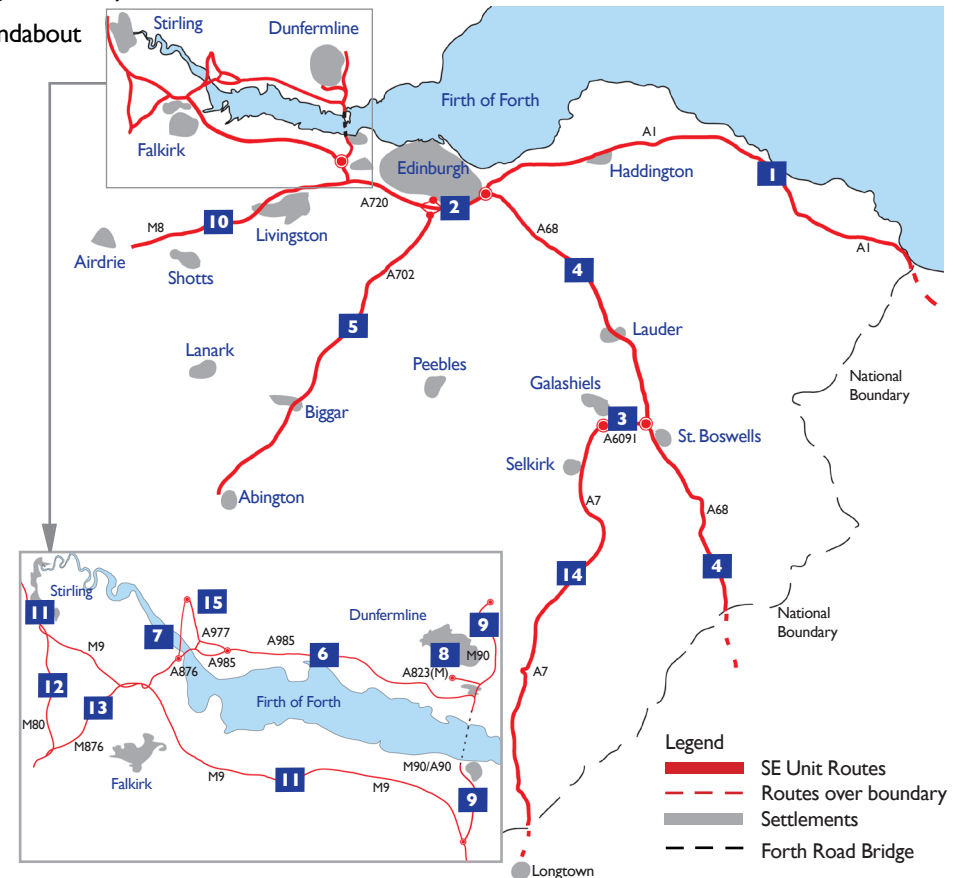 ndabout
Stirling
Dunfermline
Firth of Forth
Falkirk
Edinburgh
A1
Haddington
1
A720
2
10
M8
Livingston
A68
A1
Airdrie
Shotts
4
A702
5
Lauder
Lanark
Peebles
National
Boundary
Galashiels
Biggar
3
A6091
St. Boswells
Selkirk
Abington
A7
A68
14
4
National
Boundary
A7
Stirling
11
15
Dunfermline
7
A977
9
M9
A985
6
8
M90
A985
A876
A823(M)
12
13
Firth of Forth
M80
M876
Falkirk
M90/A90
M9
11
M9
9
Legend
SE Unit Routes
Routes over boundary
Settlements
Forth Road Bridge
Longtown